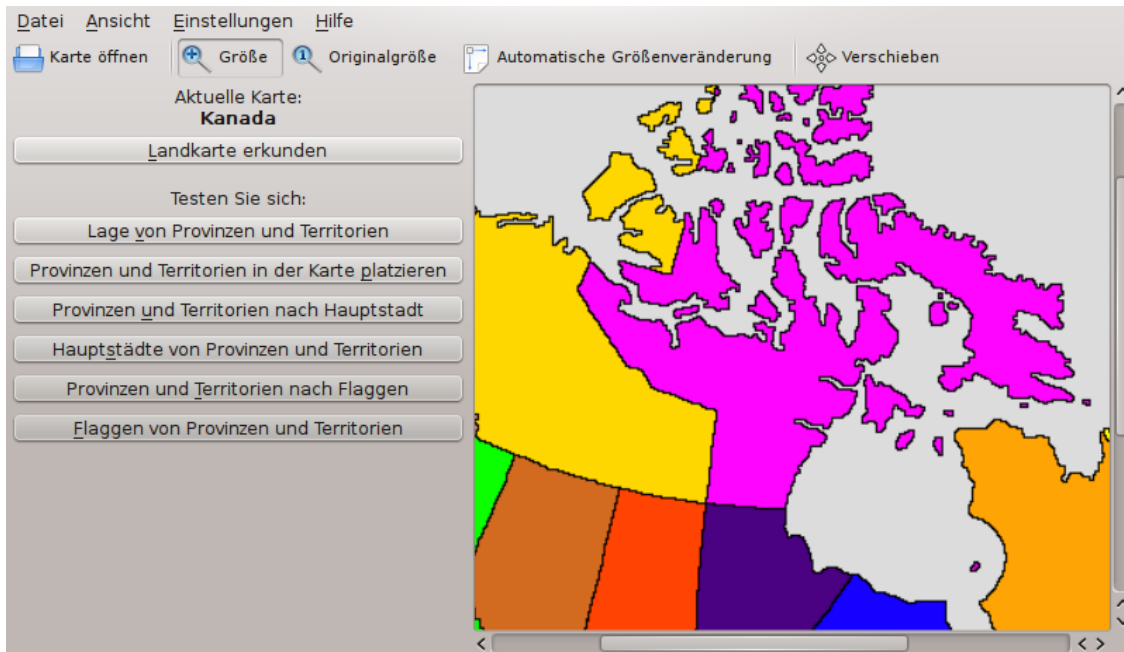 Datei Ansicht Einstellungen Hilfe
Karte öffnen Größe Originalgröße Automatische Größenveränderung Verschieben
Aktuelle Karte:
Kanada
Landkarte erkunden
Testen Sie sich:
Lage von Provinzen und Territorien
Provinzen und Territorien in der Karte platzieren
Provinzen und Territorien nach Hauptstadt
Hauptstädte von Provinzen und Territorien
Provinzen und Territorien nach Flaggen
Flaggen von Provinzen und Territorien